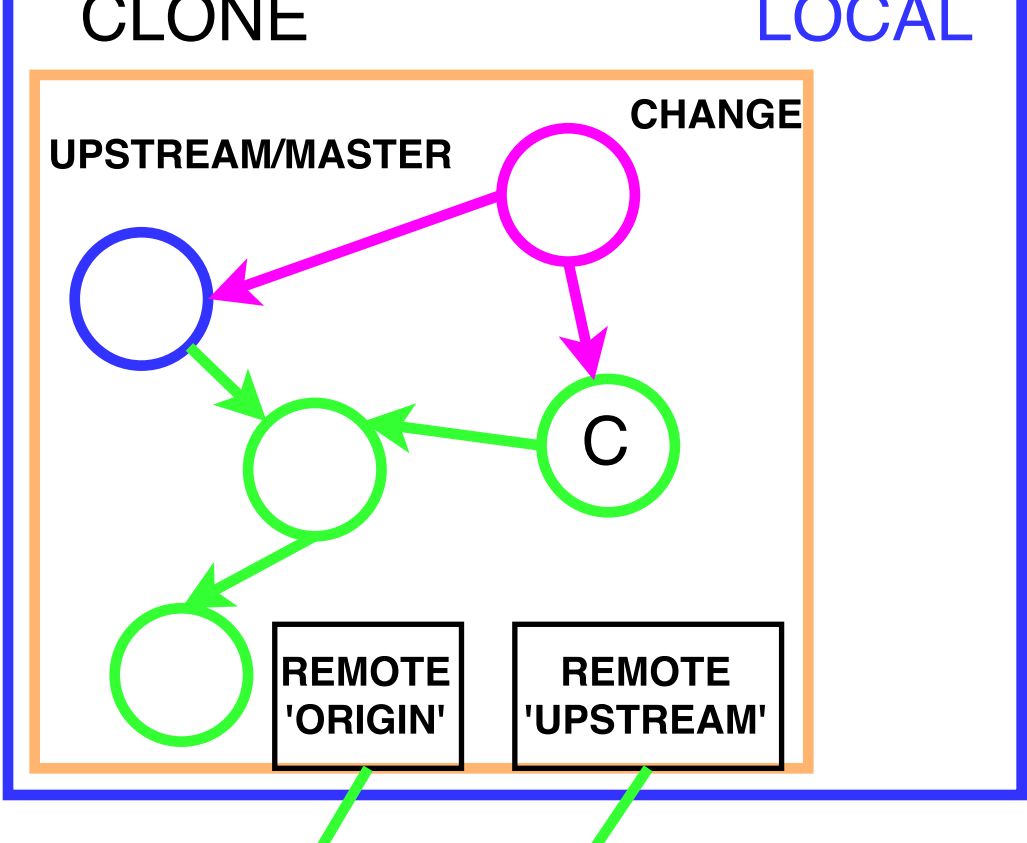 CLONE
LOCAL
CHANGE
UPSTREAM/MASTER
C
REMOTE
'ORIGIN'
REMOTE
'UPSTREAM'